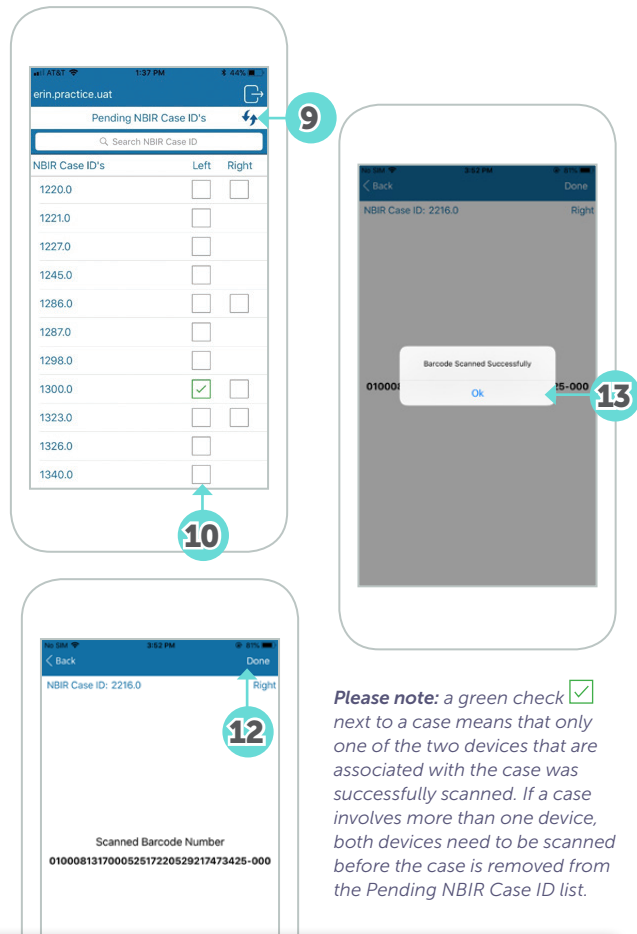 AT&T 1:37 PM 44%
erin.practice.uat
Pending NBIR Case ID's
9
Search NBIR Case ID
NBIR Case ID's Left Right
1220.0
1221.0
1227.0
1245.0
1286.0
1287.0
1298.0
1300.0
1323.0
1326.0
1340.0
10
No SIM 3:52 PM 81%
Back Done
NBIR Case ID: 2216.0 Right
Barcode Scanned Successfully
010008 25-000
Ok
13
No SIM 3:52 PM 81%
Back Done
NBIR Case ID: 2216.0 Right
12
Scanned Barcode Number
010008131700052517220529217473425-000
Please note: a green check
next to a case means that only
one of the two devices that are
associated with the case was
successfully scanned. If a case
involves more than one device,
both devices need to be scanned
before the case is removed from
the Pending NBIR Case ID list.